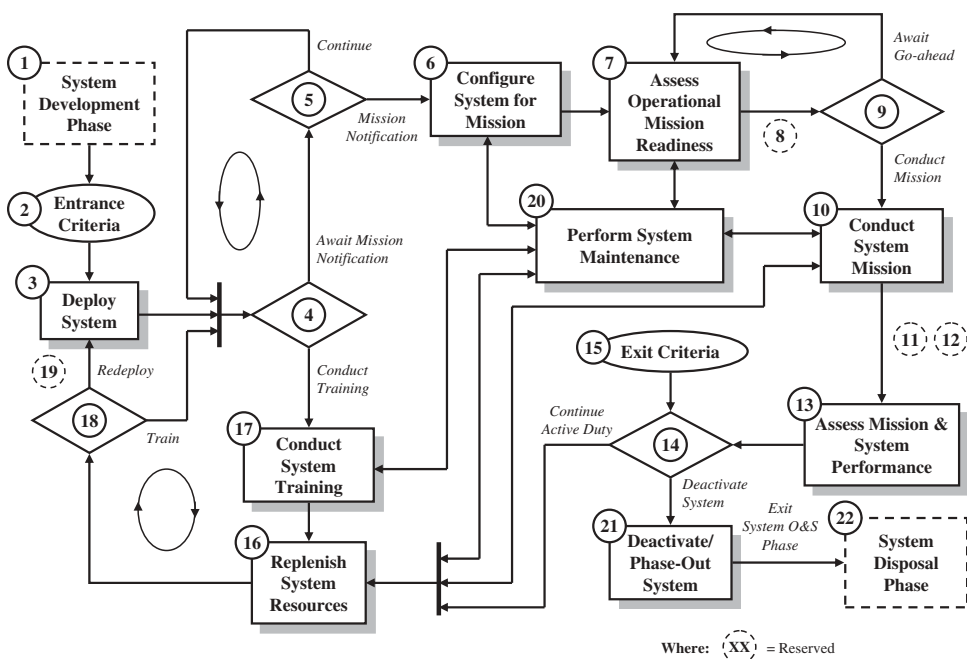 1
System
Development
Phase
2
Entrance
Criteria
3
Deploy
System
19
Redeploy
18
Train
Continue
5
Mission
Notification
Await Mission
Notification
4
Conduct
Training
17
Conduct
System
Training
16
Replenish
System
Resources
6
Configure
System for
Mission
7
Assess
Operational
Mission
Readiness
8
Await
Go-ahead
9
Conduct
Mission
20
Perform System
Maintenance
10
Conduct
System
Mission
11
12
13
Assess Mission &
System
Performance
15
Exit Criteria
Continue
Active Duty
14
Deactivate
System
21
Deactivate/
Phase-Out
System
Exit
System O&S
Phase
22
System
Disposal
Phase
Where: XX = Reserved